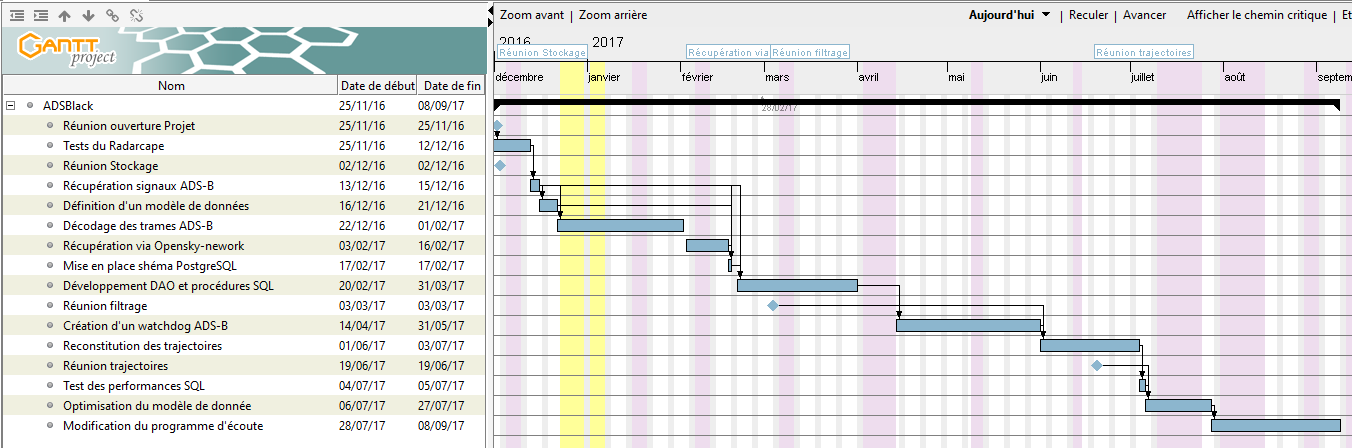 Zoom avant | Zoom arrière Aujourd'hui | Reculer | Avancer Afficher le chemin critique | Et
GANTT project
2016 2017
Réunion Stockage Récupération via Réunion filtrage Réunion trajectoires
décembre janvier février mars avril mai juin juillet août septem
Nom Date de début Date de fin
ADSBlack 25/11/16 08/09/17
28/02/17
Réunion ouverture Projet 25/11/16 25/11/16
Tests du Radarcape 25/11/16 12/12/16
Réunion Stockage 02/12/16 02/12/16
Récupération signaux ADS-B 13/12/16 15/12/16
Définition d'un modèle de données 16/12/16 21/12/16
Décodage des trames ADS-B 22/12/16 01/02/17
Récupération via Opensky-nework 03/02/17 16/02/17
Mise en place shéma PostgreSQL 17/02/17 17/02/17
Développement DAO et procédures SQL 20/02/17 31/03/17
Réunion filtrage 03/03/17 03/03/17
Création d'un watchdog ADS-B 14/04/17 31/05/17
Reconstitution des trajectoires 01/06/17 03/07/17
Réunion trajectoires 19/06/17 19/06/17
Test des performances SQL 04/07/17 05/07/17
Optimisation du modèle de donnée 06/07/17 27/07/17
Modification du programme d'écoute 28/07/17 08/09/17